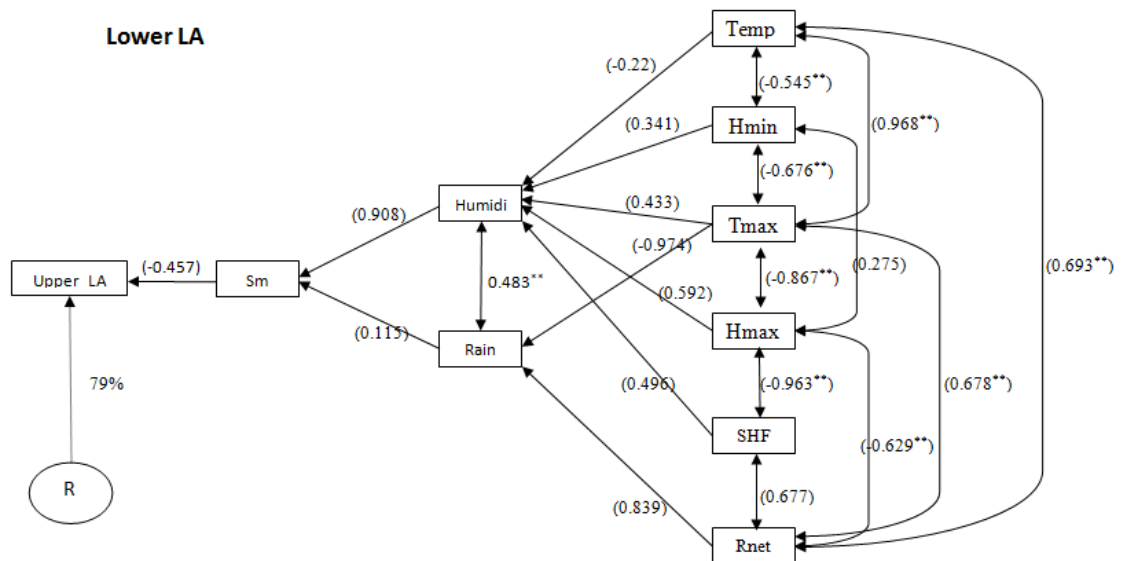 Lower LA
Temp
(-0.22)
(-0.545**)
(0.341)
Hmin
(0.968**)
(-0.676**)
Humidi
(0.433)
Tmax
(0.908)
(-0.974)
(0.275)
(0.693**)
(-0.457)
Upper LA
Sm
0.483**
(-0.867**)
(0.592)
Hmax
(0.115)
Rain
79%
(0.496)
(-0.963**)
(0.678**)
SHF
(-0.629**)
R
(0.839)
(0.677)
Rnet